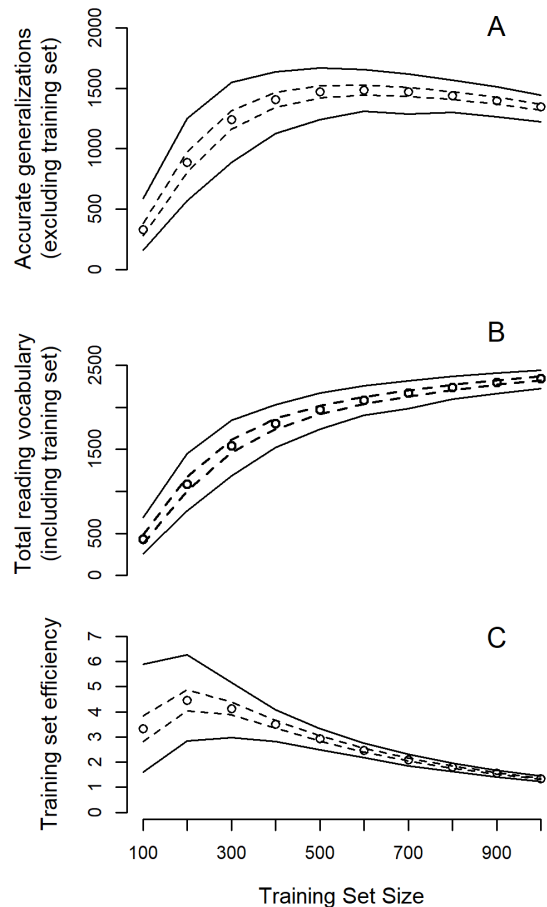 A
Accurate generalizations
(excluding training set)
2000
1500
1000
500
0
B
Total reading vocabulary
(including training set)
2500
1500
500
0
C
Training set efficiency
7
6
5
4
3
2
1
0
100 300 500 700 900
Training Set Size